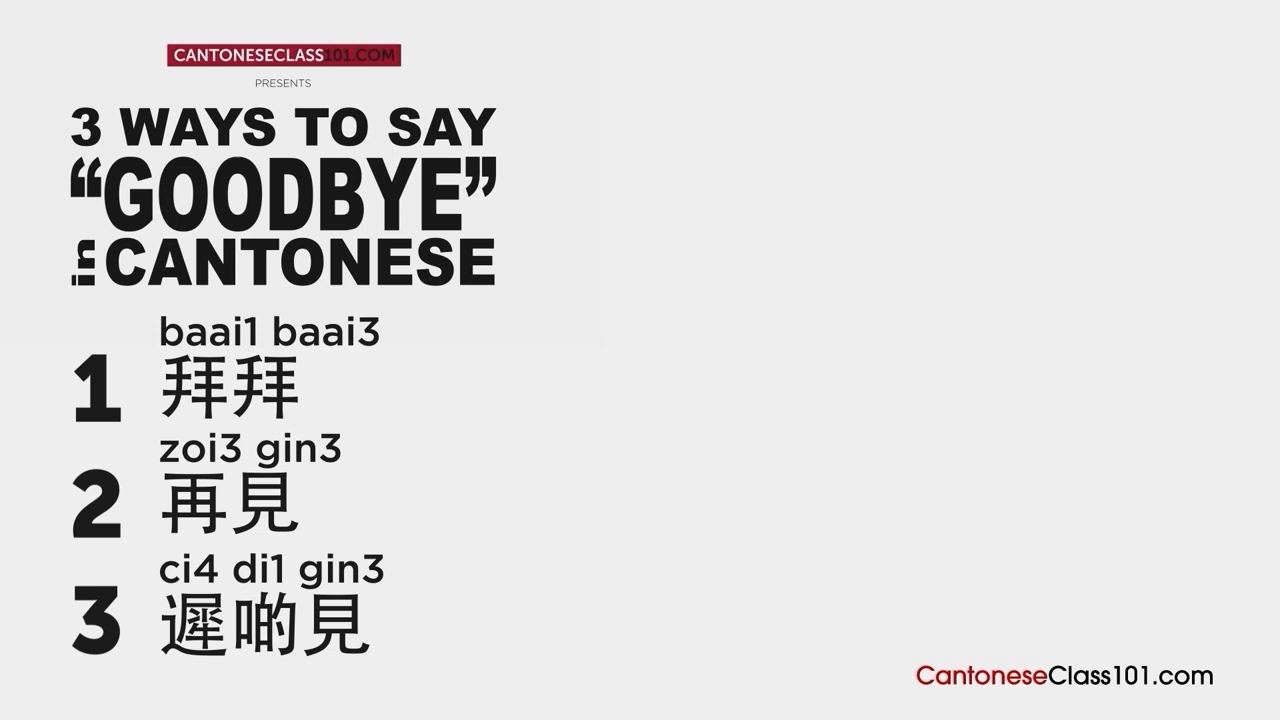 CANTONESECLASS101.COM
PRESENTS
3 WAYS TO SAY
“GOODBYE”
in CANTONESE
baai1 baai3
1 拜拜
zoi3 gin3
2 再見
ci4 di1 gin3
3 遲啲見
CantoneseClass101.com